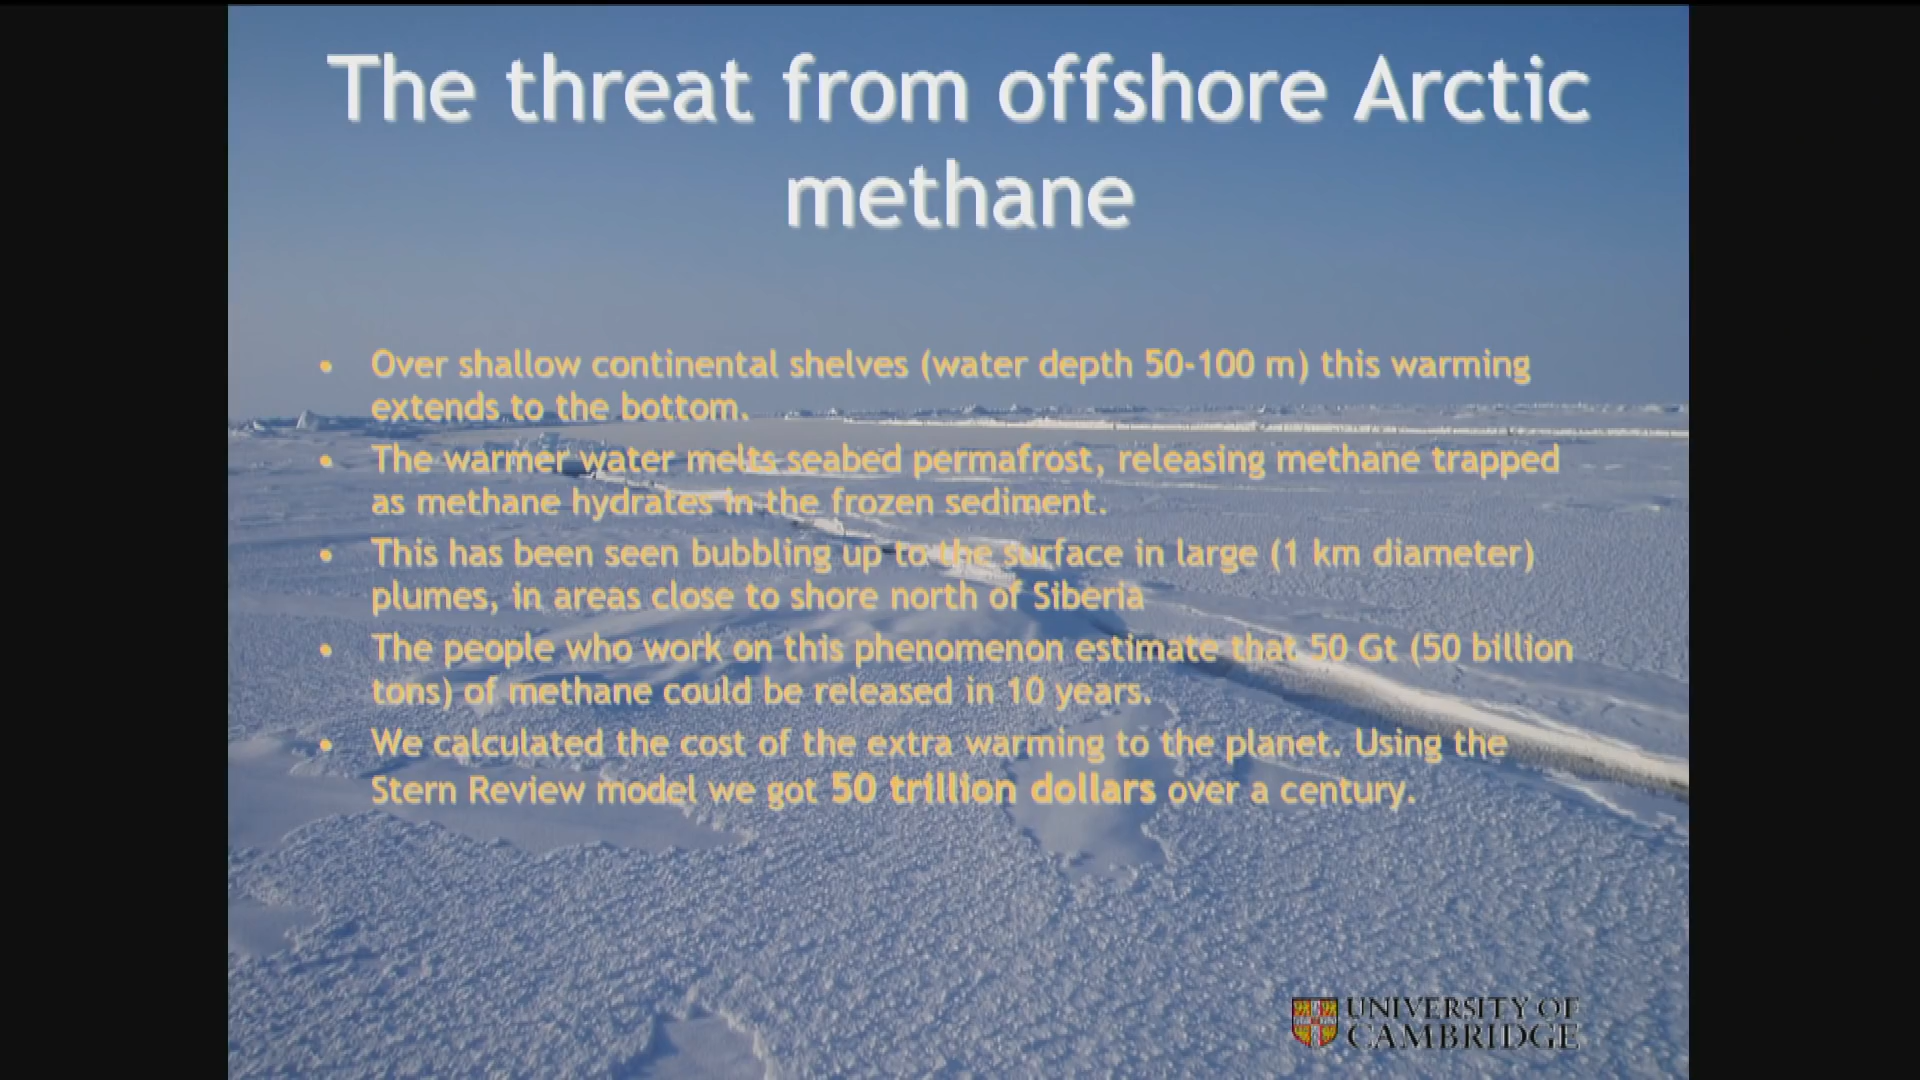 The threat from offshore Arctic
methane
• Over shallow continental shelves (water depth 50-100 m) this warming
extends to the bottom.
• The warmer water melts seabed permafrost, releasing methane trapped
as methane hydrates in the frozen sediment.
• This has been seen bubbling up to the surface in large (1 km diameter)
plumes, in areas close to shore north of Siberia
• The people who work on this phenomenon estimate that 50 Gt (50 billion
tons) of methane could be released in 10 years.
• We calculated the cost of the extra warming to the planet. Using the
Stern Review model we got 50 trillion dollars over a century.
UNIVERSITY OF
CAMBRIDGE